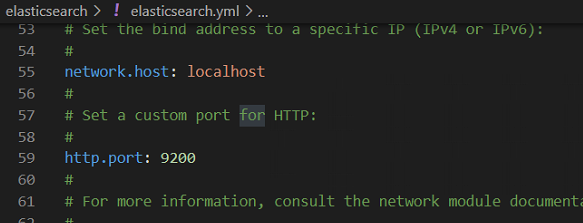 elasticsearch > ! elasticsearch.yml > ...
53 # Set the bind address to a specific IP (IPv4 or IPv6):
54 #
55 network.host: localhost
56 #
57 # Set a custom port for HTTP:
58 #
59 http.port: 9200
60 #
61 # For more information, consult the network module documenta
62 #